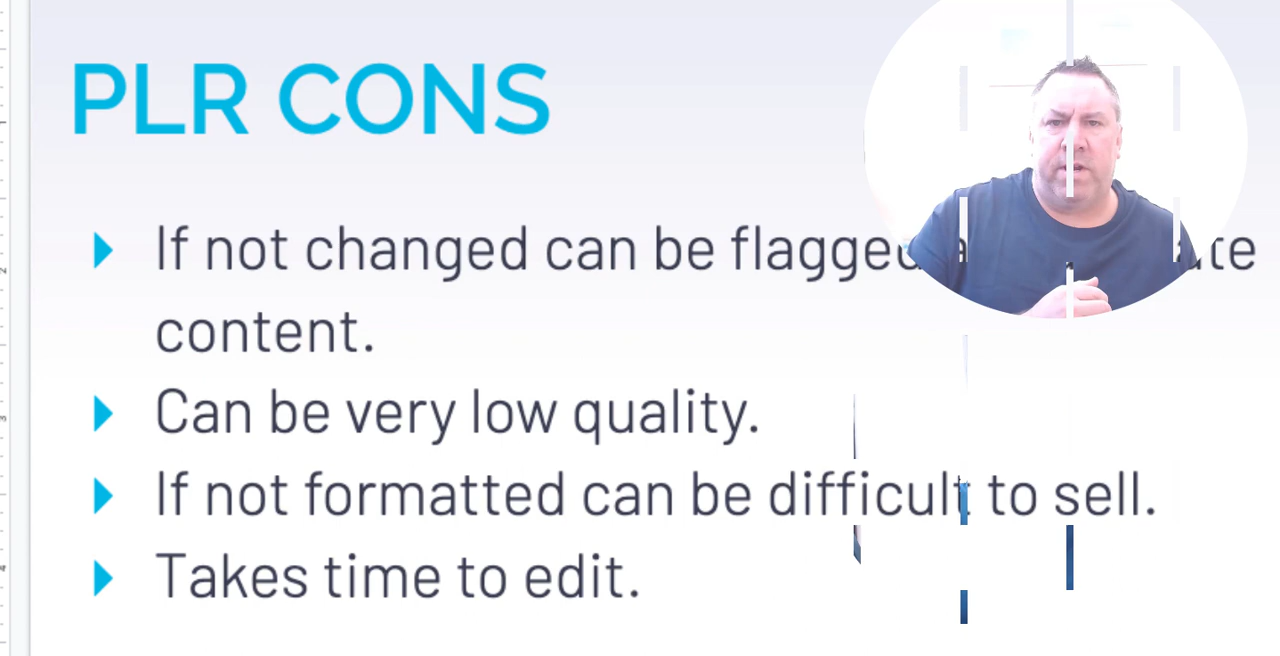 PLR CONS
If not changed can be flagged
content.
Can be very low quality.
If not formatted can be difficult to sell.
Takes time to edit.